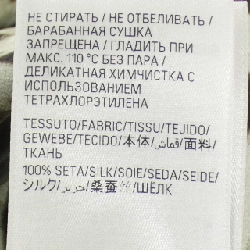 НЕ СТИРАТЬ / НЕ ОТБЕЛИВАТЬ /
БАРАБАННАЯ СУШКА
ЗАПРЕЩЕНА / ГЛАДИТЬ ПРИ
МАКС. 110 °C БЕЗ ПАРА /
ДЕЛИКАТНАЯ ХИМЧИСТКА С
ИСПОЛЬЗОВАНИЕМ
ТЕТРАХЛОРЭТИЛЕНА
TESSUTO/FABRIC/TISSU/TEJIDO/
GEWEBE/TECIDO/本体/قماش/面料/
ТКАНЬ
100% SETA/SILK/SOIE/SEDA/SEIDE/
シルク/حرير/桑蚕丝/ШЁЛК